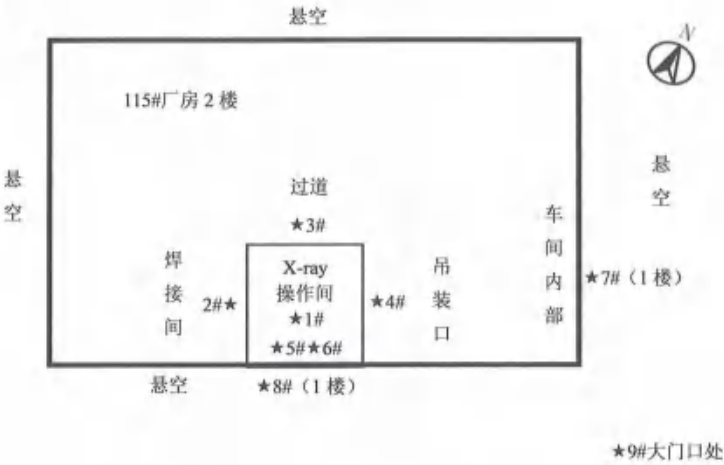 悬空
N
115#厂房 2 楼
悬空
悬空
过道
★3#
车间内部
焊接间
X-ray
操作间
吊装口
★7#（1 楼）
2#★
★1#
★4#
★5#★6#
悬空
★8#（1 楼）
★9#大门口处